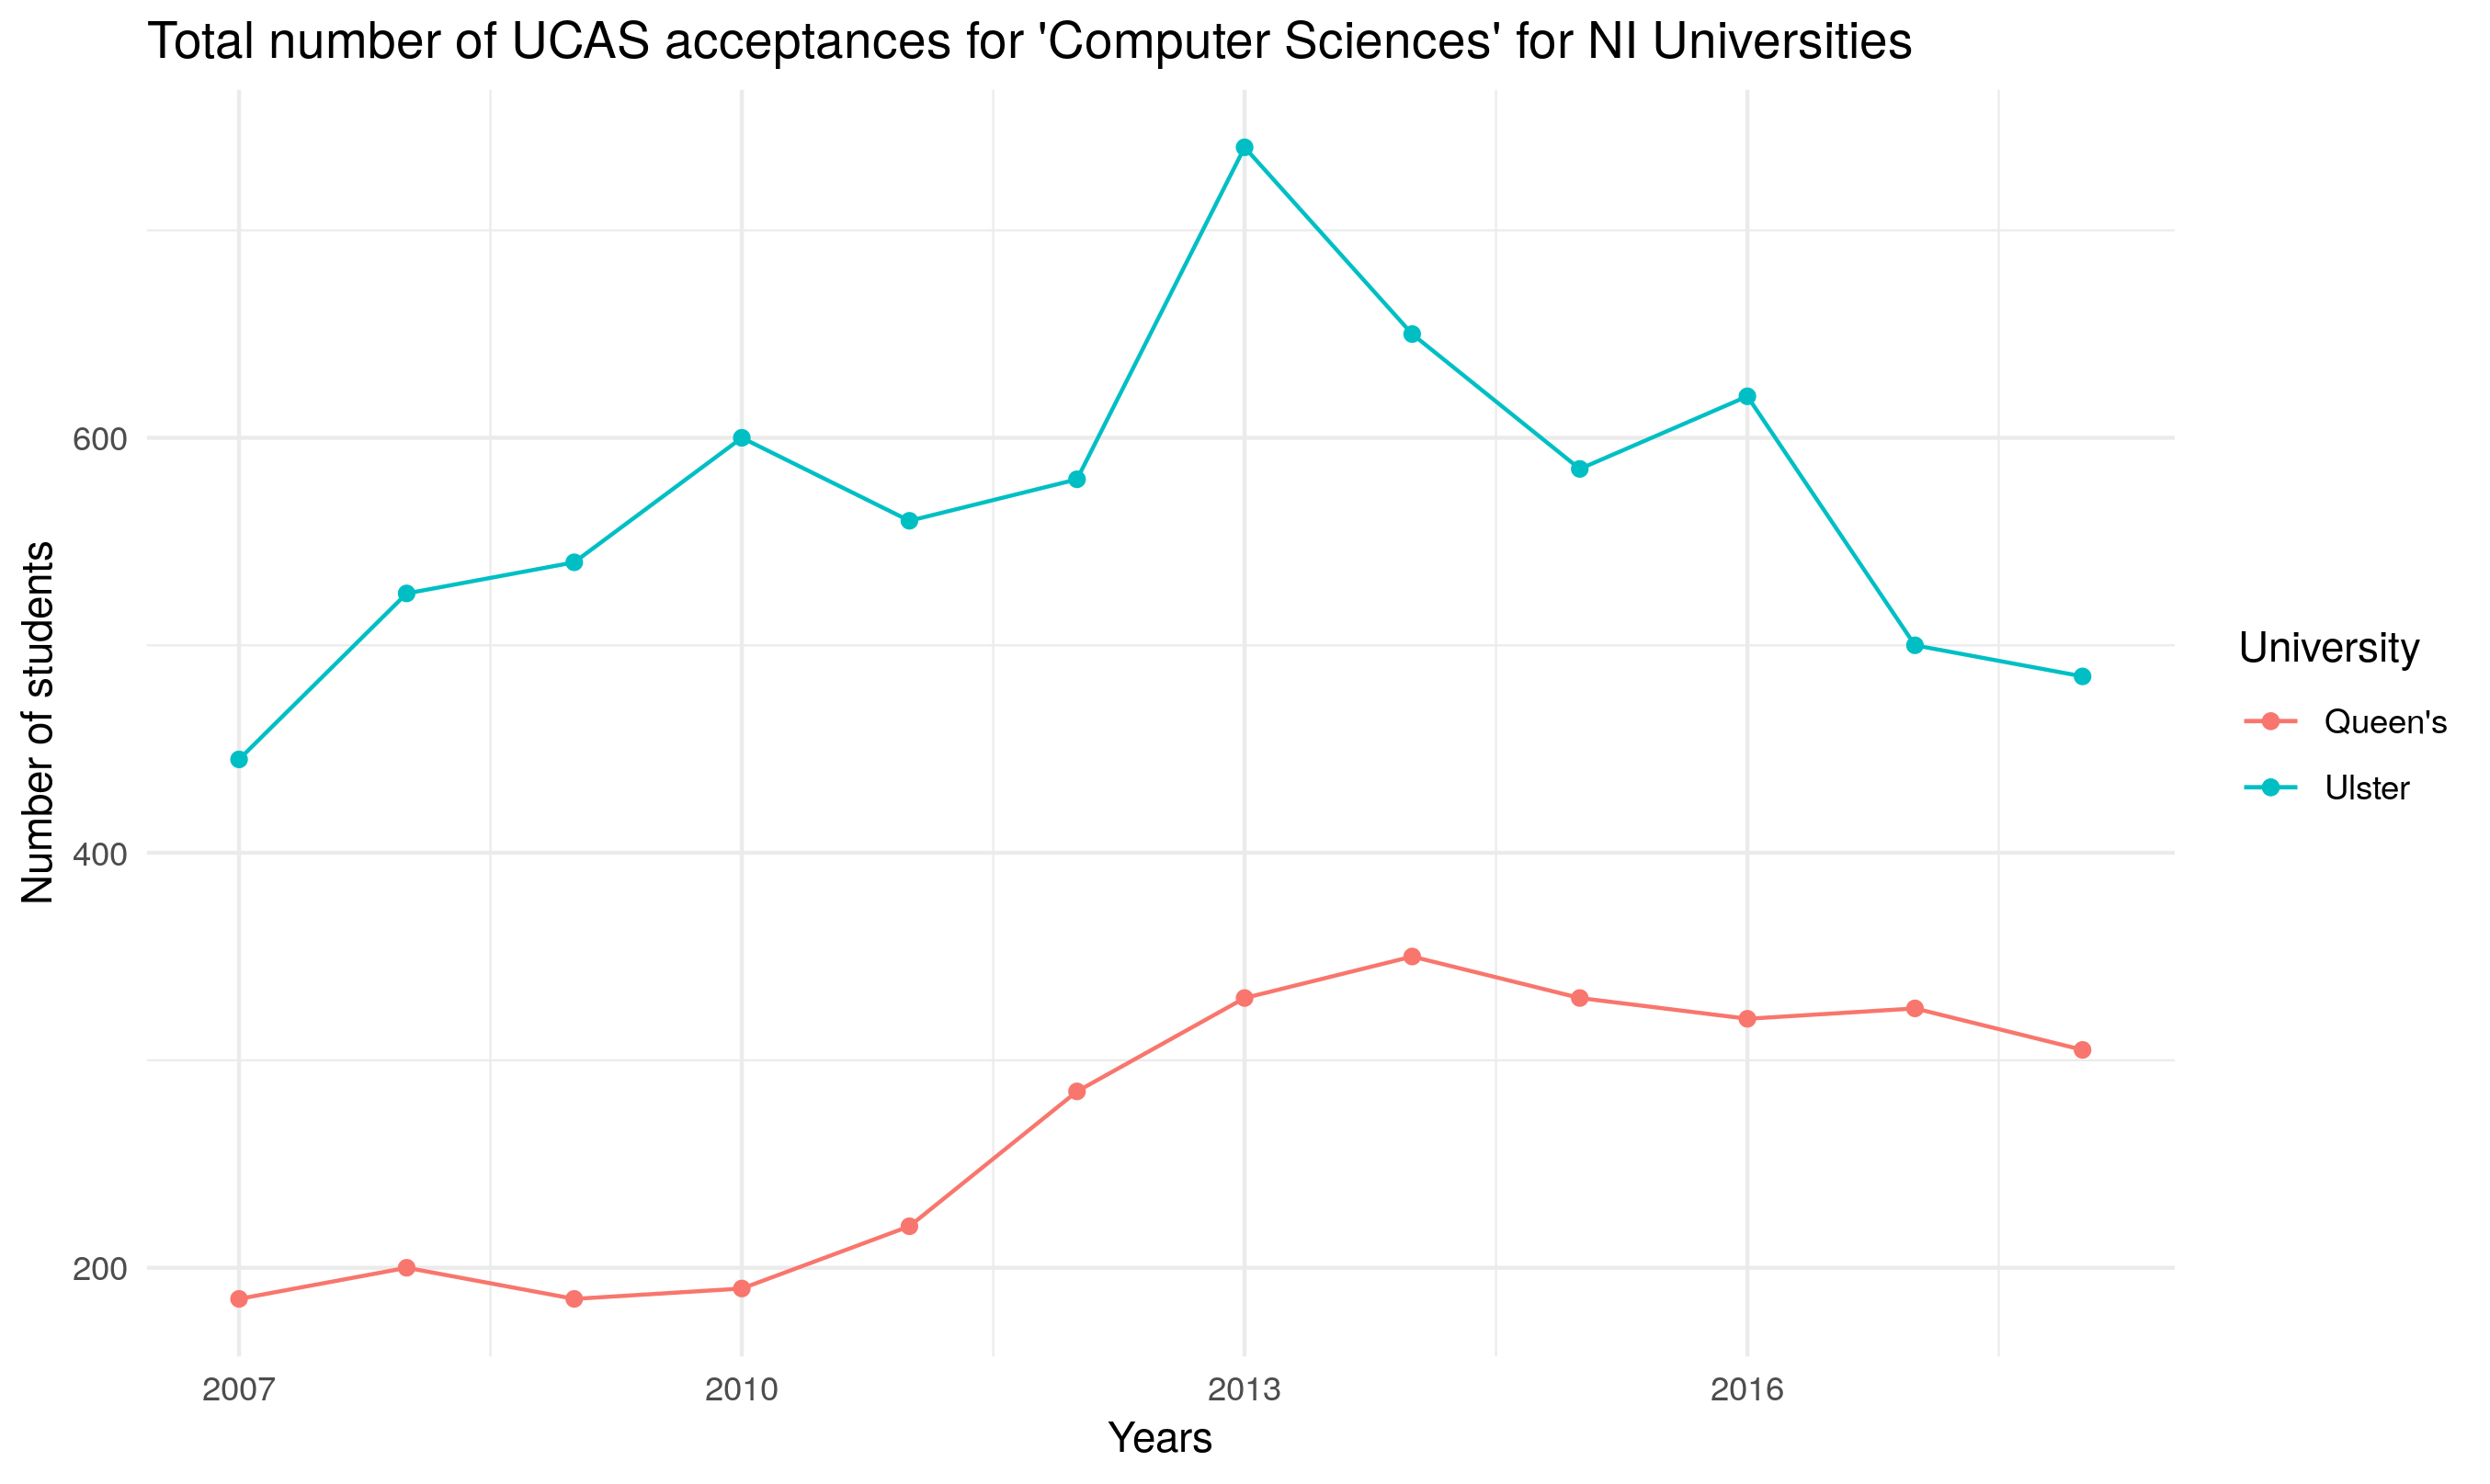 Total number of UCAS acceptances for 'Computer Sciences' for NI Universities
Number of students
600
400
200
2007
2010
2013
2016
Years
University
Queen's
Ulster